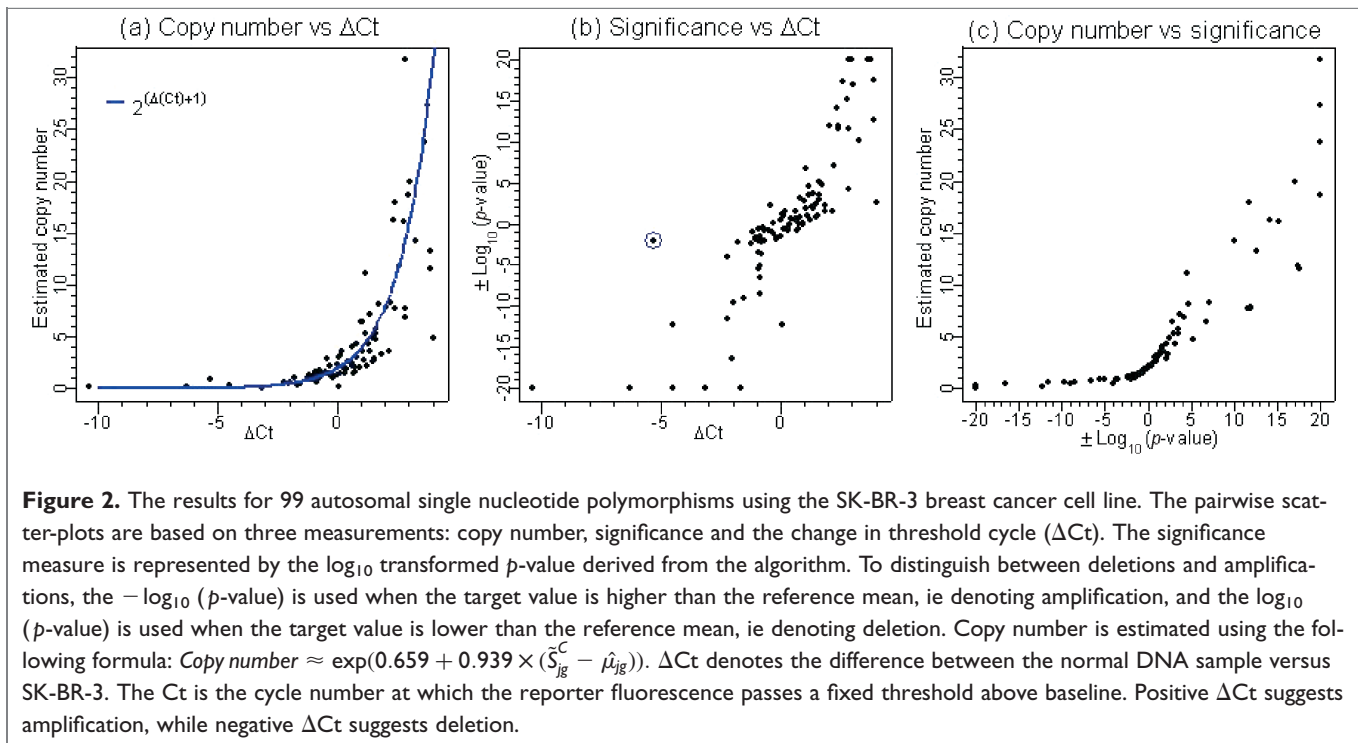 (a) Copy number vs ΔCt
Estimated copy number
0 5 10 15 20 25 30
2^(Δ(Ct)+1)
-10 -5 0
ΔCt
(b) Significance vs ΔCt
± Log10 (p-value)
-20 -15 -10 -5 0 5 10 15 20
-10 -5 0
ΔCt
(c) Copy number vs significance
Estimated copy number
0 5 10 15 20 25 30
-20 -15 -10 -5 0 5 10 15 20
± Log10 (p-value)
Figure 2. The results for 99 autosomal single nucleotide polymorphisms using the SK-BR-3 breast cancer cell line. The pairwise scat-
ter-plots are based on three measurements: copy number, significance and the change in threshold cycle (ΔCt). The significance
measure is represented by the log10 transformed p-value derived from the algorithm. To distinguish between deletions and amplifica-
tions, the −log10 (p-value) is used when the target value is higher than the reference mean, ie denoting amplification, and the log10
(p-value) is used when the target value is lower than the reference mean, ie denoting deletion. Copy number is estimated using the fol-
lowing formula: Copy number ≈ exp(0.659 + 0.939 × (S̃_jg^C − μ̂_jg)). ΔCt denotes the difference between the normal DNA sample versus
SK-BR-3. The Ct is the cycle number at which the reporter fluorescence passes a fixed threshold above baseline. Positive ΔCt suggests
amplification, while negative ΔCt suggests deletion.